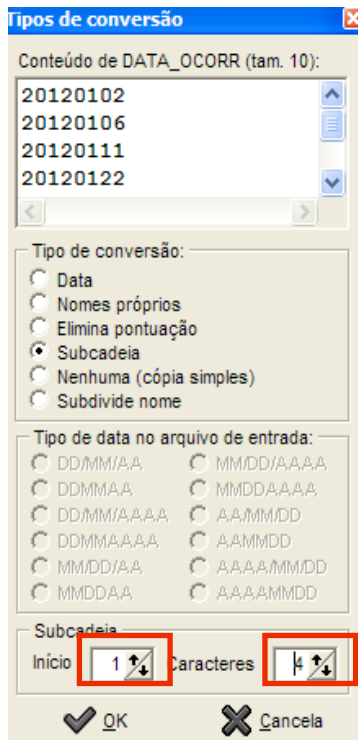 Tipos de conversão
Conteúdo de DATA_OCORR (tam. 10):
20120102
20120106
20120111
20120122
Tipo de conversão:
Data
Nomes próprios
Elimina pontuação
Subcadeia
Nenhuma (cópia simples)
Subdivide nome
Tipo de data no arquivo de entrada:
DD/MM/AA MM/DD/AAAA
DDMMAA MMDDAAAA
DD/MM/AAAA AA/MM/DD
DDMMAAAA AAMMDD
MM/DD/AA AAAA/MM/DD
MMDDAA AAAAMMDD
Subcadeia
Início 1 Caracteres 4
OK Cancela